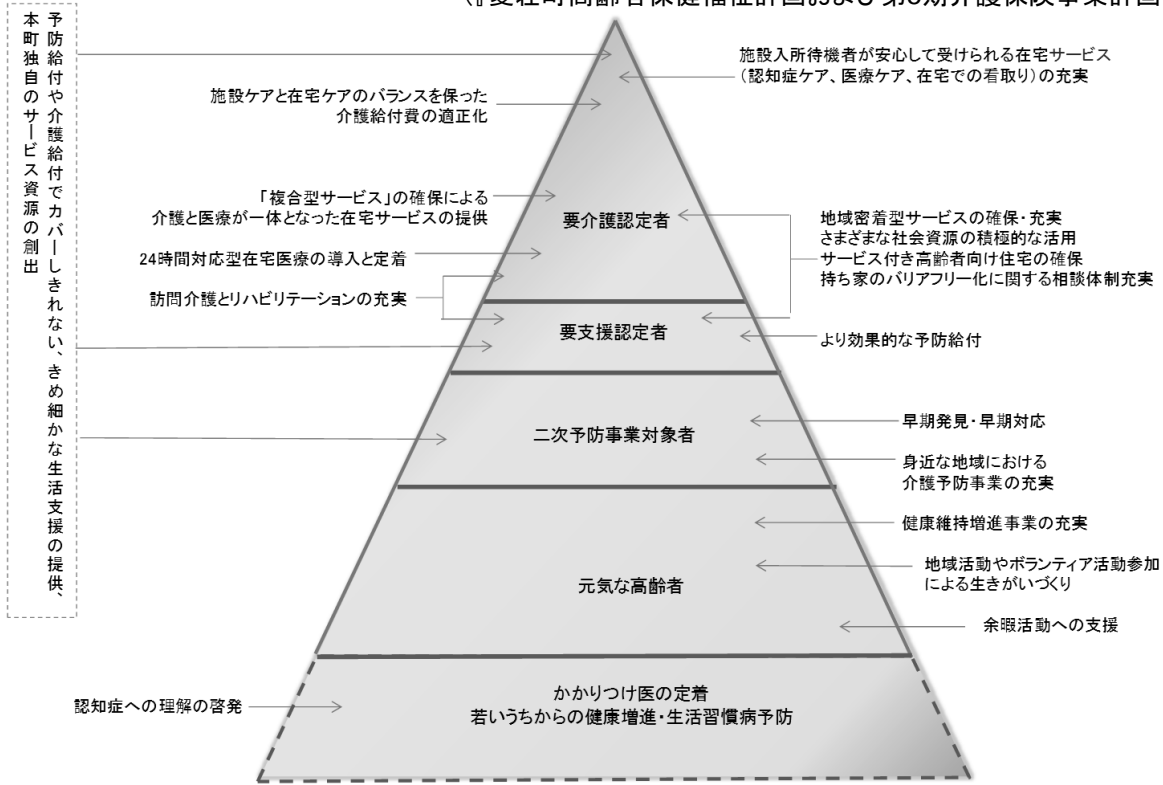 予防給付や介護給付でカバーしきれない、きめ細かな生活支援の提供、
本町独自のサービス資源の創出
施設入所待機者が安心して受けられる在宅サービス
（認知症ケア、医療ケア、在宅での看取り）の充実
施設ケアと在宅ケアのバランスを保った
介護給付費の適正化
「複合型サービス」の確保による
介護と医療が一体となった在宅サービスの提供
要介護認定者
地域密着型サービスの確保・充実
さまざまな社会資源の積極的な活用
サービス付き高齢者向け住宅の確保
持ち家のバリアフリー化に関する相談体制充実
24時間対応型在宅医療の導入と定着
訪問介護とリハビリテーションの充実
要支援認定者
より効果的な予防給付
二次予防事業対象者
早期発見・早期対応
身近な地域における
介護予防事業の充実
健康維持増進事業の充実
元気な高齢者
地域活動やボランティア活動参加
による生きがいづくり
余暇活動への支援
認知症への理解の啓発
かかりつけ医の定着
若いうちからの健康増進・生活習慣病予防